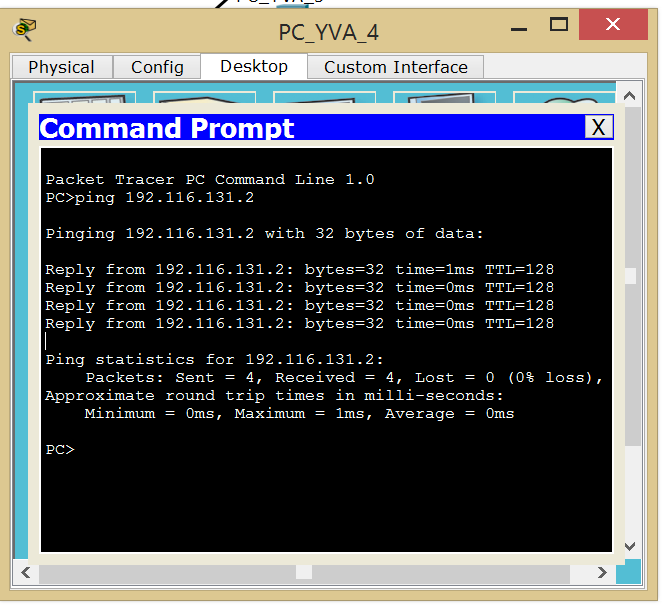 PC_YVA_4
Physical Config Desktop Custom Interface
Command Prompt X
Packet Tracer PC Command Line 1.0
PC>ping 192.116.131.2
Pinging 192.116.131.2 with 32 bytes of data:
Reply from 192.116.131.2: bytes=32 time=1ms TTL=128
Reply from 192.116.131.2: bytes=32 time=0ms TTL=128
Reply from 192.116.131.2: bytes=32 time=0ms TTL=128
Reply from 192.116.131.2: bytes=32 time=0ms TTL=128
Ping statistics for 192.116.131.2:
Packets: Sent = 4, Received = 4, Lost = 0 (0% loss),
Approximate round trip times in milli-seconds:
Minimum = 0ms, Maximum = 1ms, Average = 0ms
PC>